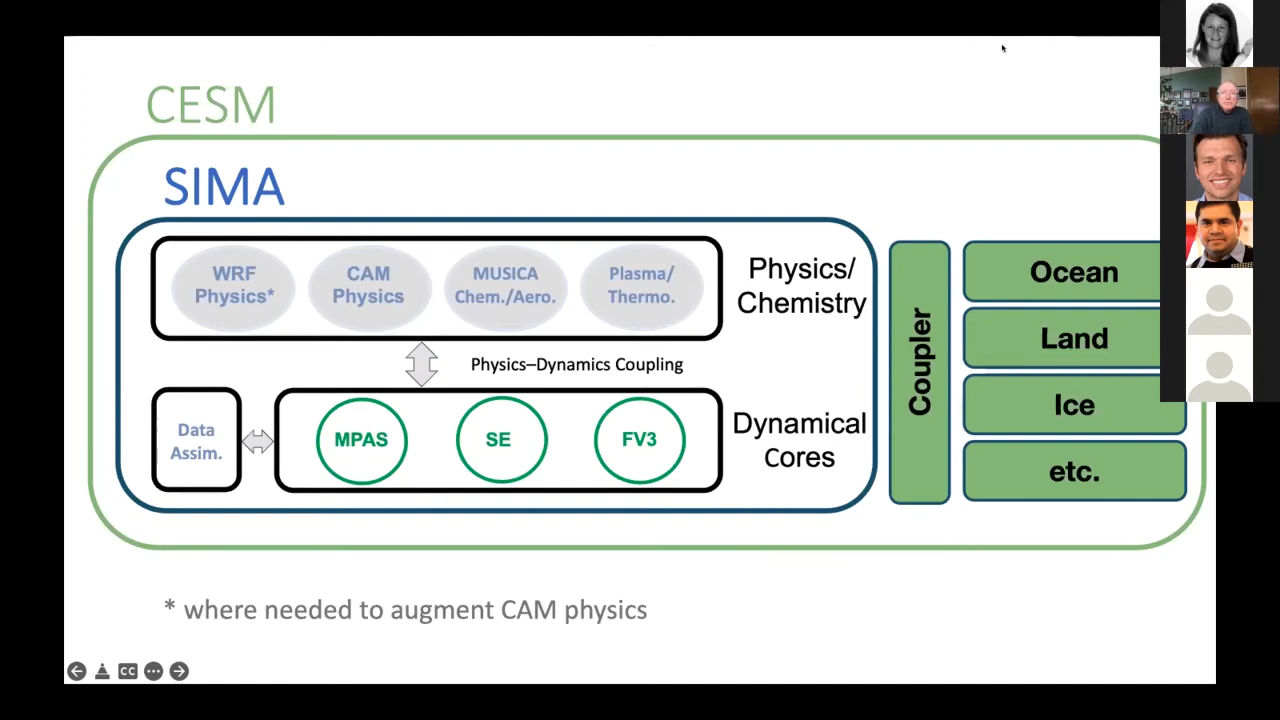 CESM
SIMA
WRF
Physics*
CAM
Physics
MUSICA
Chem./Aero.
Plasma/
Thermo.
Physics/
Chemistry
Physics–Dynamics Coupling
Data
Assim.
MPAS
SE
FV3
Dynamical
Cores
Coupler
Ocean
Land
Ice
etc.
* where needed to augment CAM physics
CC